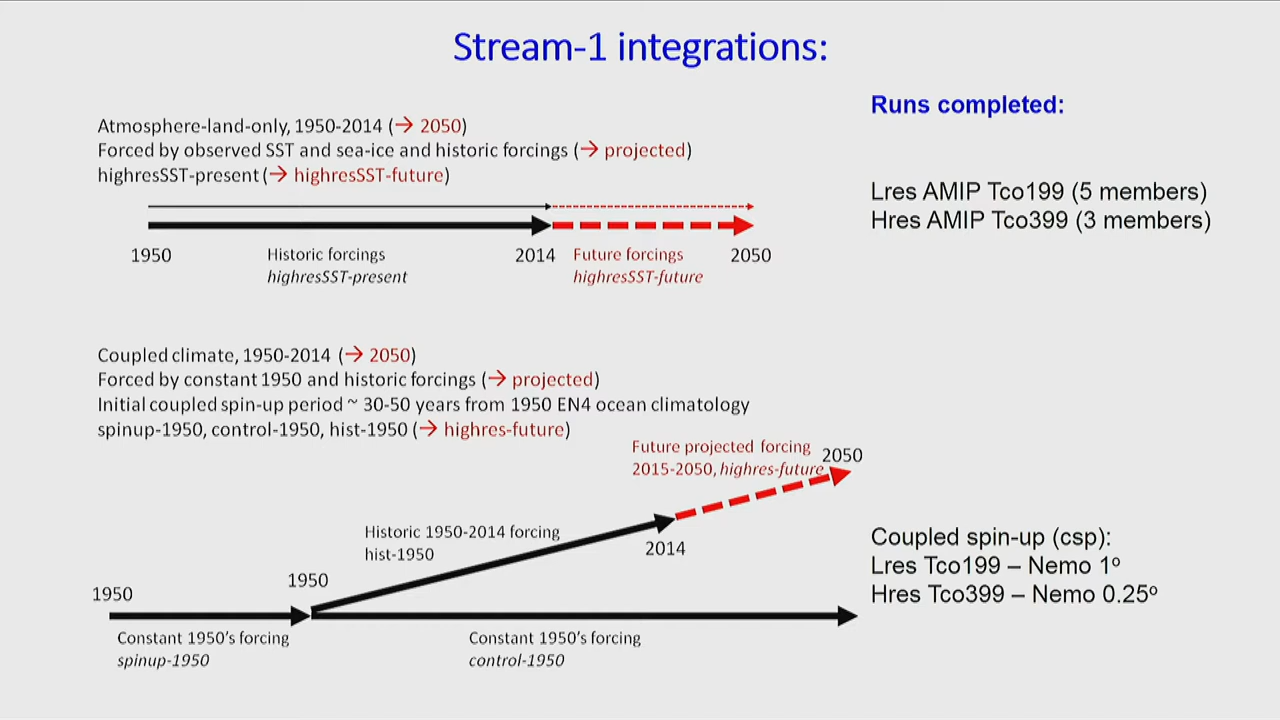 Stream-1 integrations:
Runs completed:
Atmosphere-land-only, 1950-2014 (→ 2050)
Forced by observed SST and sea-ice and historic forcings (→ projected)
highresSST-present (→ highresSST-future)
Lres AMIP Tco199 (5 members)
Hres AMIP Tco399 (3 members)
1950
Historic forcings
highresSST-present
2014
Future forcings
highresSST-future
2050
Coupled climate, 1950-2014 (→ 2050)
Forced by constant 1950 and historic forcings (→ projected)
Initial coupled spin-up period ~ 30-50 years from 1950 EN4 ocean climatology
spinup-1950, control-1950, hist-1950 (→ highres-future)
Future projected forcing
2015-2050, highres-future
2050
Historic 1950-2014 forcing
hist-1950
2014
1950
1950
Constant 1950's forcing
spinup-1950
Constant 1950's forcing
control-1950
Coupled spin-up (csp):
Lres Tco199 – Nemo 1º
Hres Tco399 – Nemo 0.25º